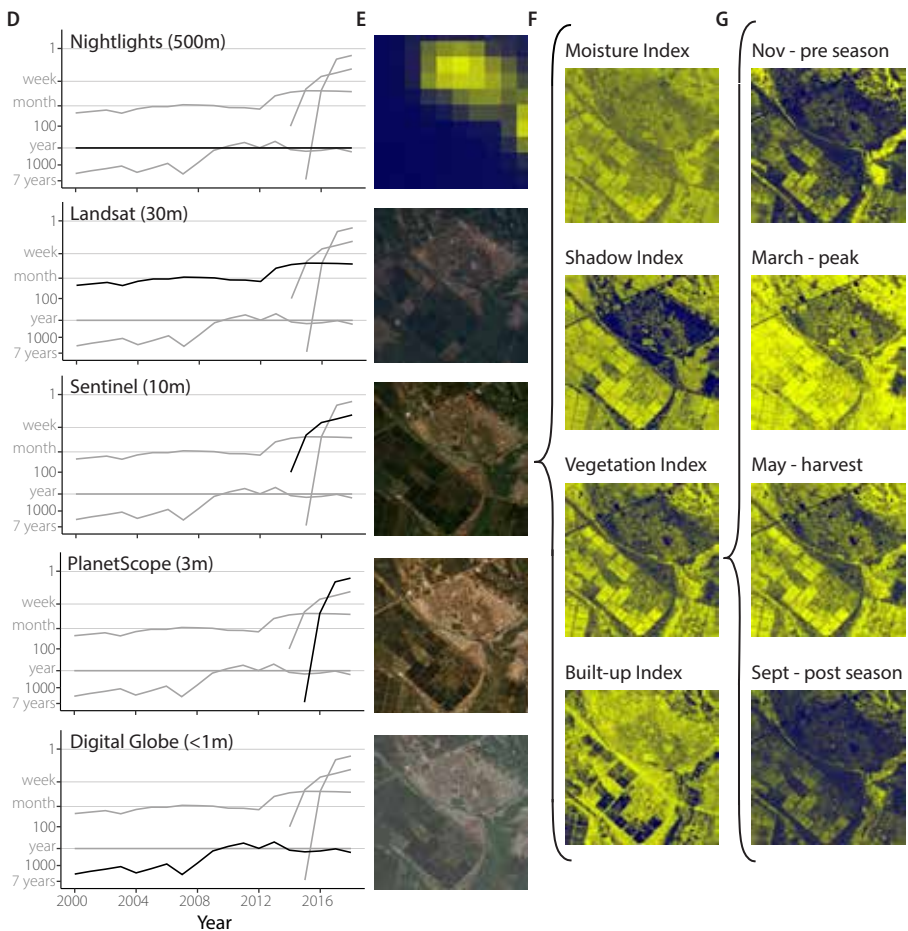 D
E
F
G
Nightlights (500m)
1
week
month
100
year
1000
7 years
Landsat (30m)
1
week
month
100
year
1000
7 years
Sentinel (10m)
1
week
month
100
year
1000
7 years
PlanetScope (3m)
1
week
month
100
year
1000
7 years
Digital Globe (<1m)
1
week
month
100
year
1000
7 years
2000
2004
2008
2012
2016
Year
Moisture Index
Shadow Index
Vegetation Index
Built-up Index
Nov - pre season
March - peak
May - harvest
Sept - post season